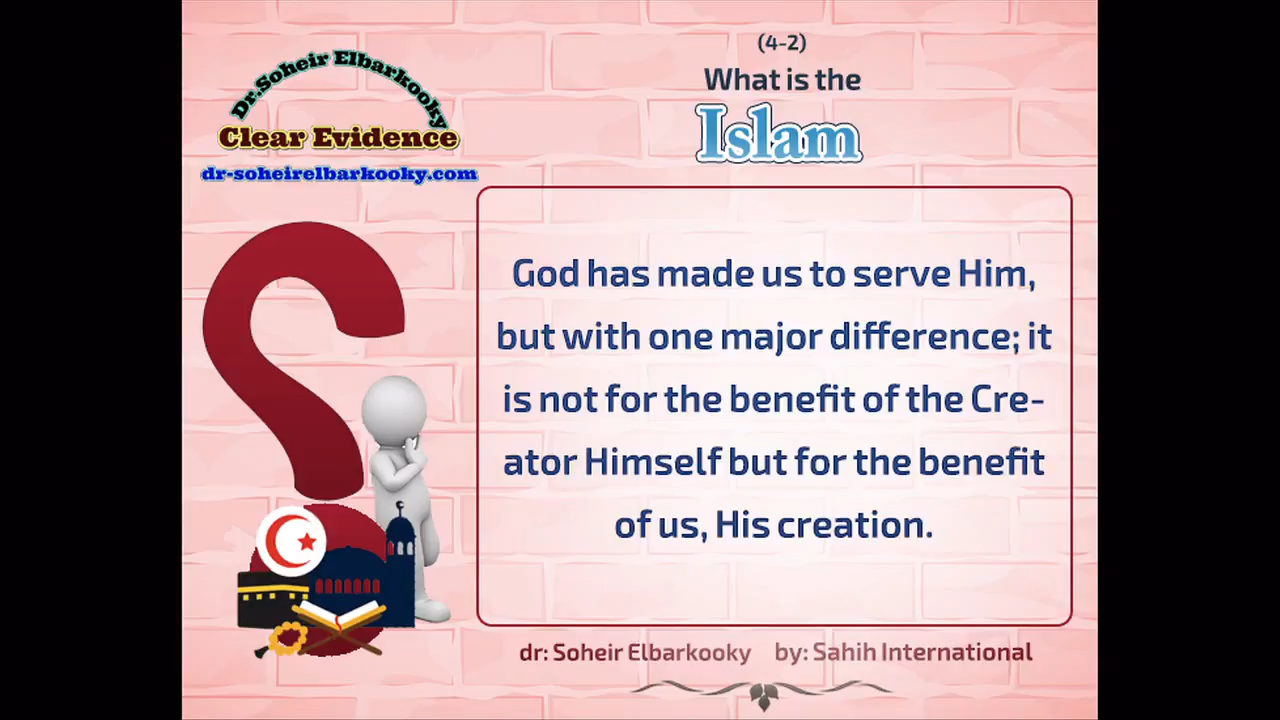 Dr.Soheir Elbarkooky
Clear Evidence
dr-soheirelbarkooky.com
(4-2)
What is the
Islam
God has made us to serve Him,
but with one major difference; it
is not for the benefit of the Cre-
ator Himself but for the benefit
of us, His creation.
dr: Soheir Elbarkooky by: Sahih International